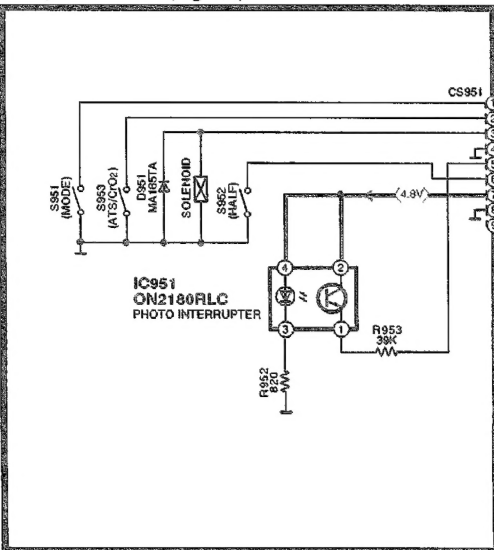 CS951
S951
(MODE)
S953
(ATS/CrO2)
D951
MA165TA
SOLENOID
S952
(HALF)
4.8V
4
2
IC951
ON2180RLC
PHOTO INTERRUPTER
3
1
R953
39K
R952
820